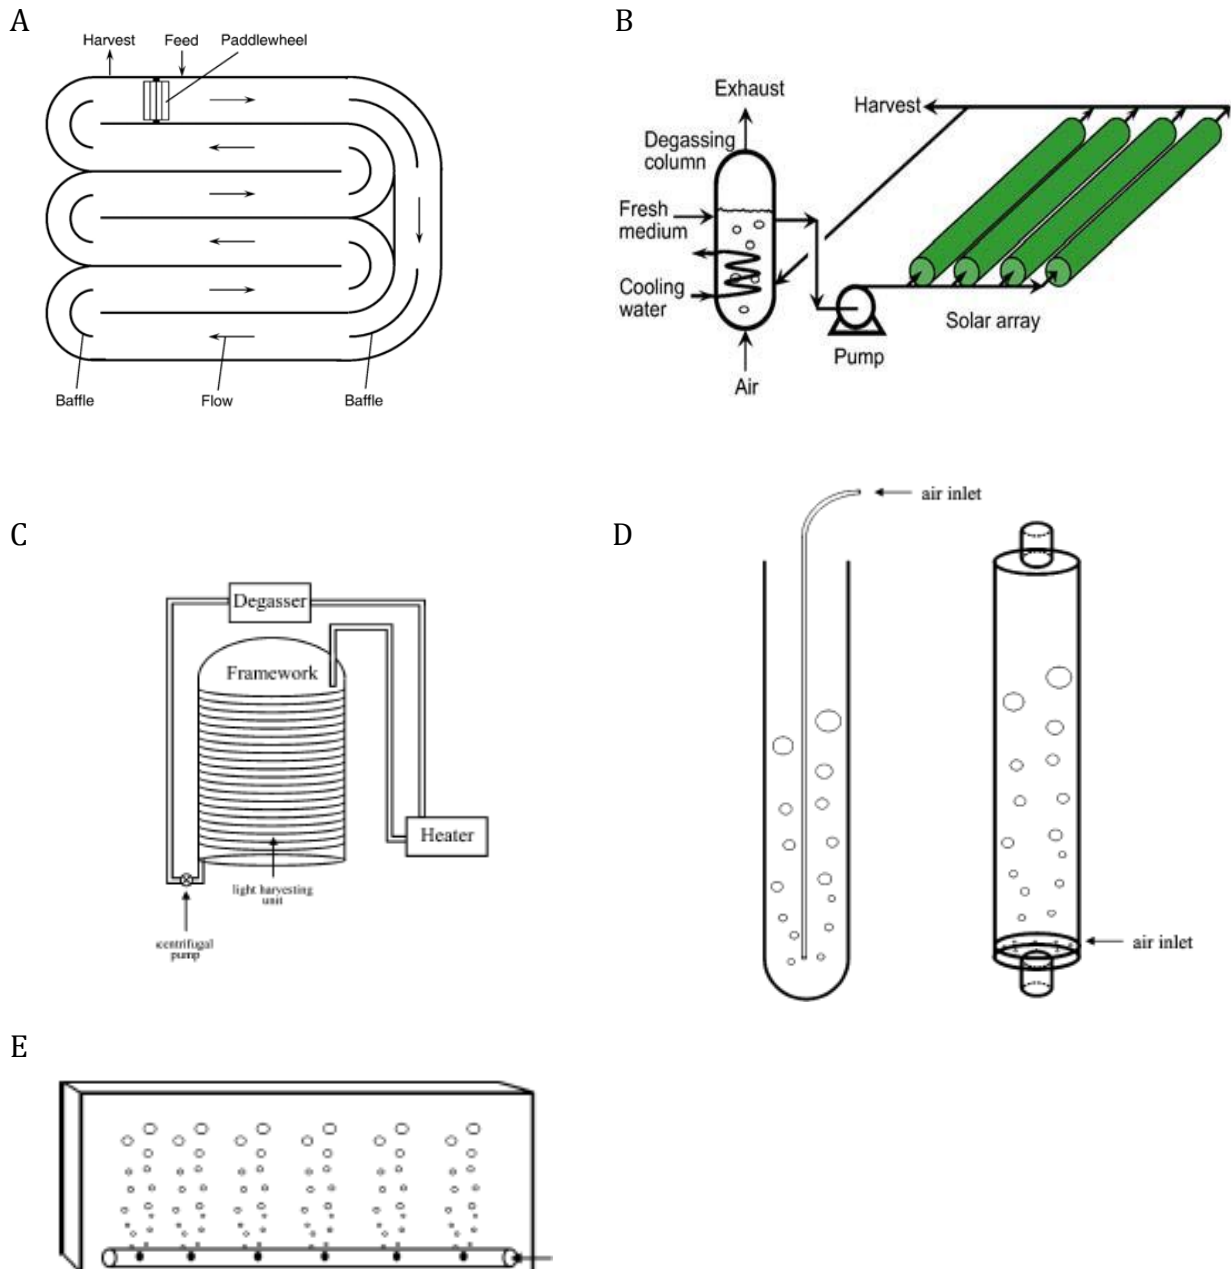 A
Harvest Feed Paddlewheel
Baffle Flow Baffle
B
Exhaust
Harvest
Degassing
column
Fresh
medium
Cooling
water
Solar array
Pump
Air
C
Degasser
Framework
Heater
light harvesting
unit
centrifugal
pump
D
air inlet
air inlet
E